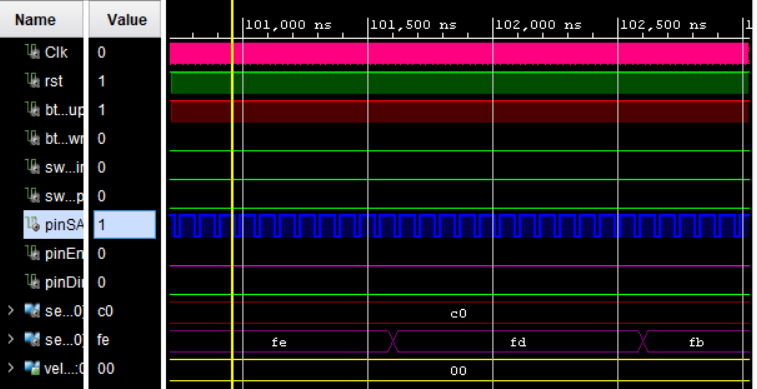 Name Value
101,000 ns 101,500 ns 102,000 ns 102,500 ns 1
Clk 0
rst 1
bt...up 1
bt...wr 0
sw...ir 0
sw...p 0
pinSA 1
pinEn 0
pinDi 0
se...0] c0 c0
se...0] fe fe fd fb
vel...:0 00 00